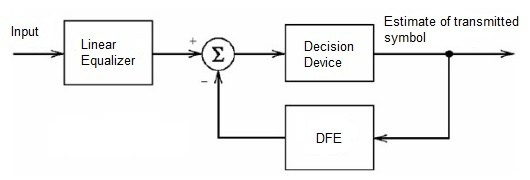 Input
Linear
Equalizer
+
Σ
−
Decision
Device
Estimate of transmitted
symbol
DFE